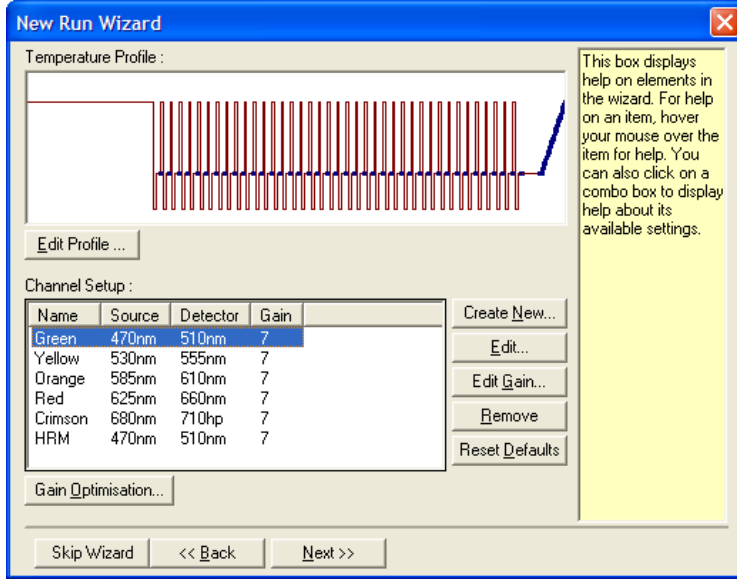 New Run Wizard
Temperature Profile :
Edit Profile ...
Channel Setup :
Name Source Detector Gain
Green 470nm 510nm 7
Yellow 530nm 555nm 7
Orange 585nm 610nm 7
Red 625nm 660nm 7
Crimson 680nm 710hp 7
HRM 470nm 510nm 7
Create New...
Edit...
Edit Gain...
Remove
Reset Defaults
Gain Optimisation...
This box displays
help on elements in
the wizard. For help
on an item, hover
your mouse over the
item for help. You
can also click on a
combo box to display
help about its
available settings.
Skip Wizard
<< Back
Next >>